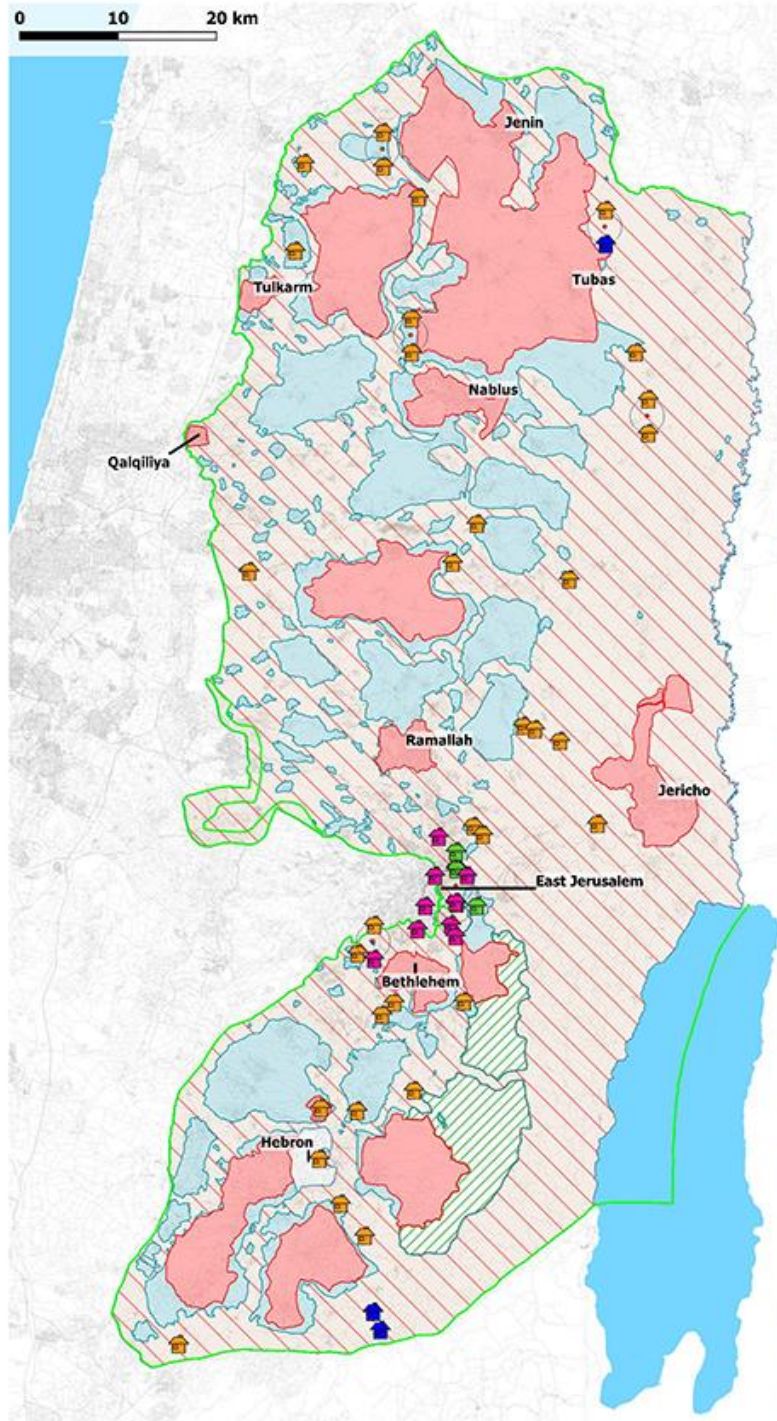 0 10 20 km
Jenin
Tulkarm
Tubas
Nablus
Qalqiliya
Ramallah
Jericho
East Jerusalem
Bethlehem
Hebron